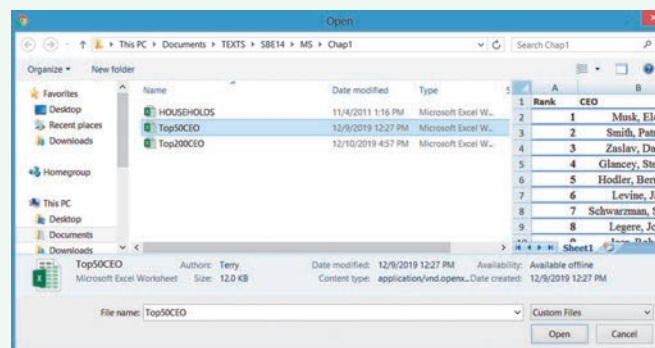 Open
This PC ▸ Documents ▸ TEXTS ▸ SBE14 ▸ MS ▸ Chap1
Search Chap1
Organize
New folder
Favorites
Desktop
Recent places
Downloads
Homegroup
This PC
Desktop
Documents
Downloads
Name Date modified Type S
HOUSEHOLDS 11/4/2011 1:16 PM Microsoft Excel W...
Top50CEO 12/9/2019 12:27 PM Microsoft Excel W...
Top200CEO 12/10/2019 4:57 PM Microsoft Excel W...
A B
1 Rank CEO
2 1 Musk, El
3 2 Smith, Pat
4 3 Zaslav, Da
5 4 Glancey, Ste
6 5 Hodler, Ber
7 6 Levine, J
8 7 Schwarzman, S
9 8 Legere, Jo
Sheet1
Top50CEO Authors: Terry Date modified: 12/9/2019 12:27 PM Availability: Available offline
Microsoft Excel Worksheet Size: 12.0 KB Content type: application/vnd.openx... Date created: 12/9/2019 12:27 PM
File name: Top50CEO Custom Files
Open Cancel